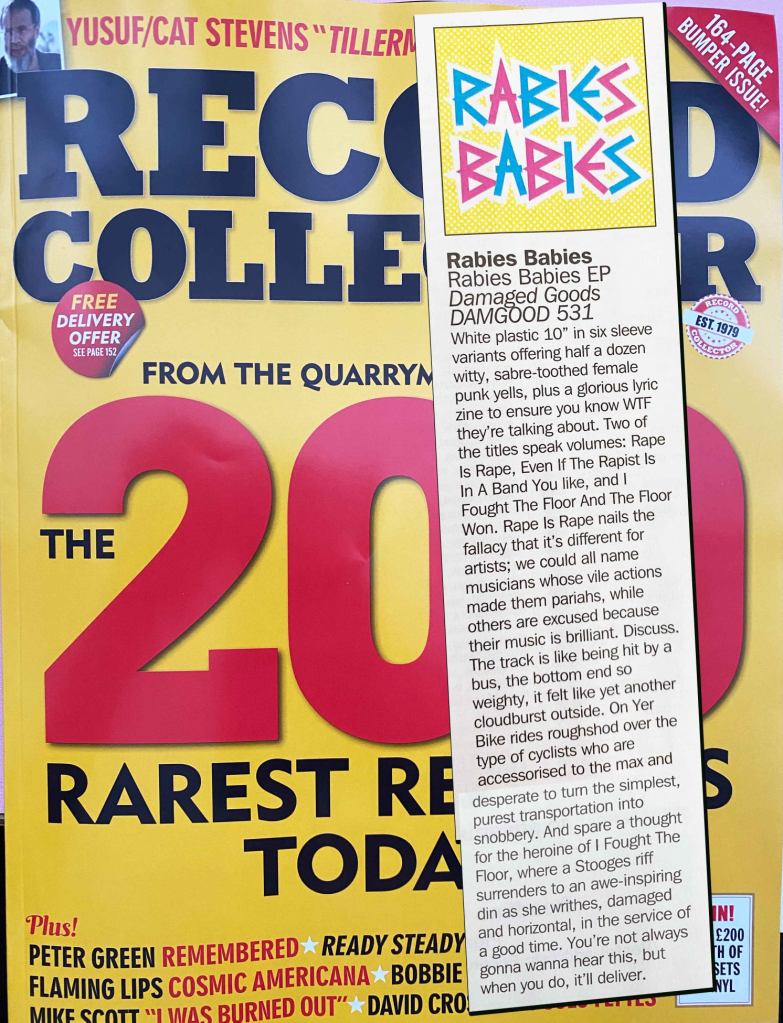 YUSUF/CAT STEVENS "TILLERM
164-PAGE
BUMPER ISSUE!
REC D
COLLE R
FREE
DELIVERY
OFFER
SEE PAGE 152
RECORD
EST. 1979
COLLECTOR
FROM THE QUARRYM
THE
200
RAREST RE S
TODA
Plus!
PETER GREEN REMEMBERED ★ READY STEADY
FLAMING LIPS COSMIC AMERICANA ★ BOBBIE
MIKE SCOTT "I WAS BURNED OUT" ★ DAVID CRO
IN!
£200
TH OF
SETS
NYL
RABIES
BABIES
Rabies Babies
Rabies Babies EP
Damaged Goods
DAMGOOD 531
White plastic 10" in six sleeve
variants offering half a dozen
witty, sabre-toothed female
punk yells, plus a glorious lyric
zine to ensure you know WTF
they're talking about. Two of
the titles speak volumes: Rape
Is Rape, Even If The Rapist Is
In A Band You like, and I
Fought The Floor And The Floor
Won. Rape Is Rape nails the
fallacy that it's different for
artists; we could all name
musicians whose vile actions
made them pariahs, while
others are excused because
their music is brilliant. Discuss.
The track is like being hit by a
bus, the bottom end so
weighty, it felt like yet another
cloudburst outside. On Yer
Bike rides roughshod over the
type of cyclists who are
accessorised to the max and
desperate to turn the simplest,
purest transportation into
snobbery. And spare a thought
for the heroine of I Fought The
Floor, where a Stooges riff
surrenders to an awe-inspiring
din as she writhes, damaged
and horizontal, in the service of
a good time. You're not always
gonna wanna hear this, but
when you do, it'll deliver.